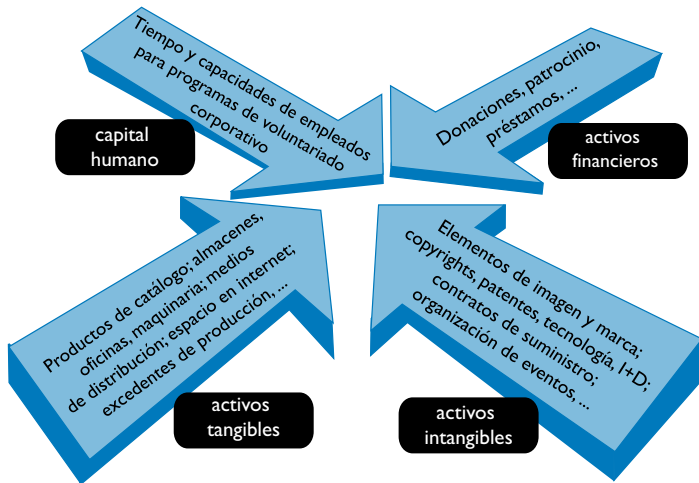 Tiempo y capacidades de empleados
para programas de voluntariado
corporativo
capital
humano
Donaciones, patrocinio,
préstamos, ...
activos
financieros
Productos de catálogo; almacenes,
oficinas, maquinaria; medios
de distribución; espacio en internet;
excedentes de producción, ...
activos
tangibles
Elementos de imagen y marca;
copyrights, patentes, tecnología, I+D;
contratos de suministro;
organización de eventos, ...
activos
intangibles